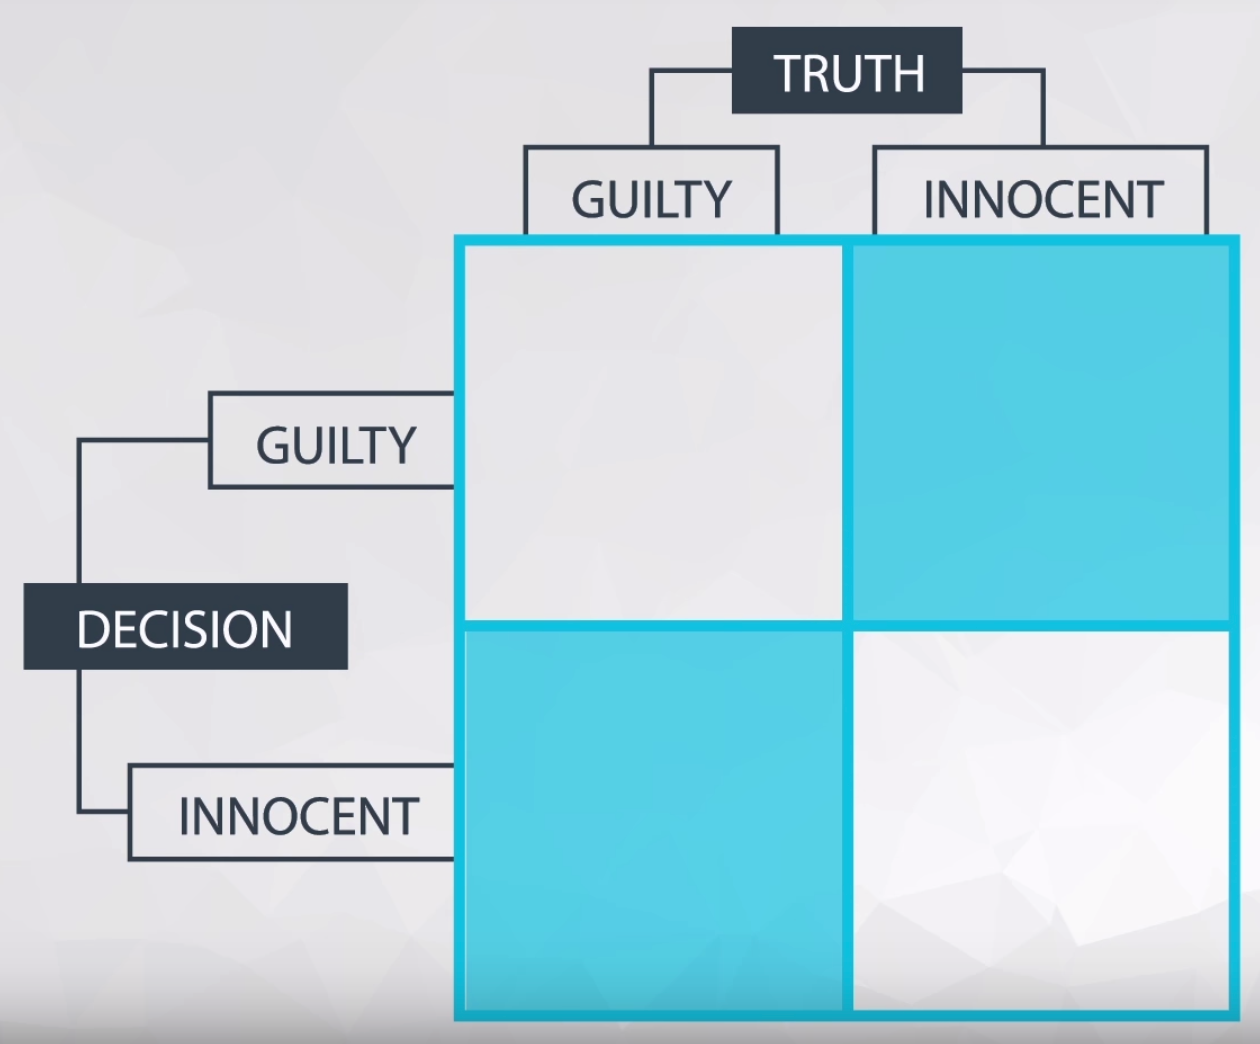 TRUTH
GUILTY
INNOCENT
GUILTY
DECISION
INNOCENT